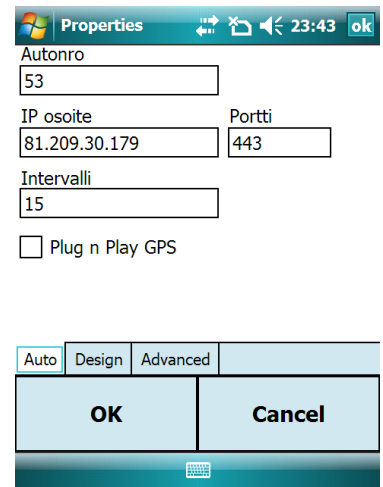 Properties 23:43 ok
Autonro
53
IP osoite Portti
81.209.30.179 443
Intervalli
15
Plug n Play GPS
Auto Design Advanced
OK Cancel